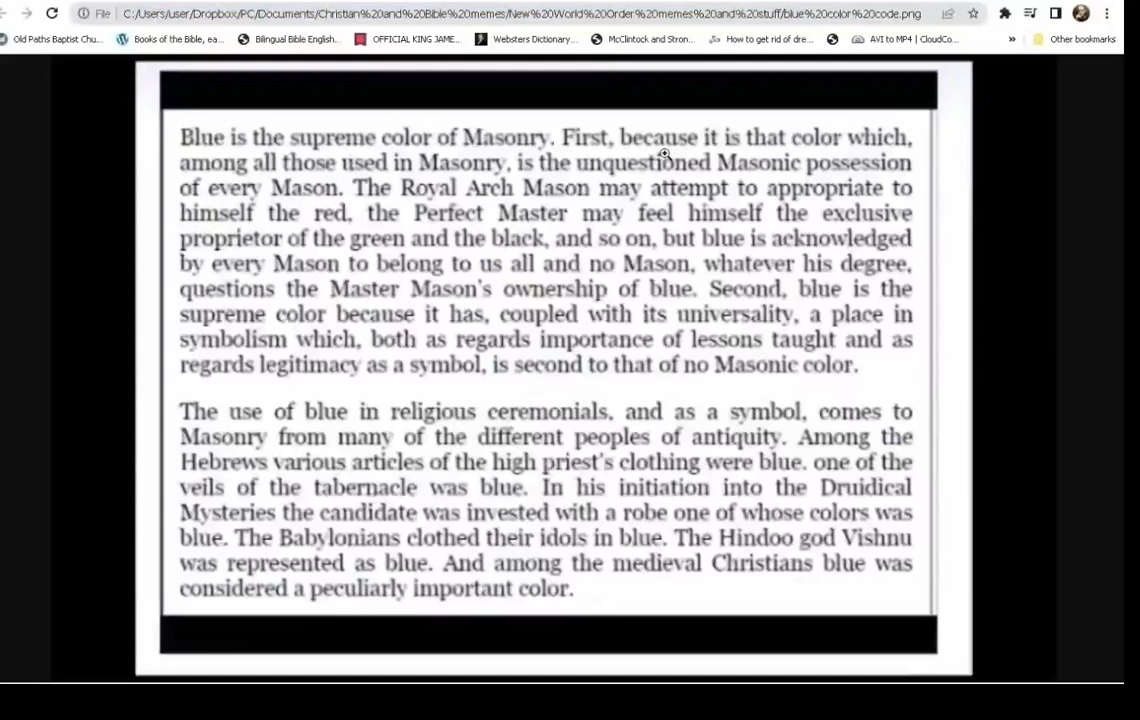 File C:/Users/user/Dropbox/PC/Documents/Christian%20and%20Bible%20memes/New%20World%20Order%20memes%20and%20stuff/blue%20color%20code.png
Old Paths Baptist Chu... Books of the Bible, ea... Bilingual Bible English... OFFICIAL KING JAME... Websters Dictionary... McClintock and Stron... How to get rid of dre... AVI to MP4 | CloudCo... » Other bookmarks
Blue is the supreme color of Masonry. First, because it is that color which,
among all those used in Masonry, is the unquestioned Masonic possession
of every Mason. The Royal Arch Mason may attempt to appropriate to
himself the red, the Perfect Master may feel himself the exclusive
proprietor of the green and the black, and so on, but blue is acknowledged
by every Mason to belong to us all and no Mason, whatever his degree,
questions the Master Mason's ownership of blue. Second, blue is the
supreme color because it has, coupled with its universality, a place in
symbolism which, both as regards importance of lessons taught and as
regards legitimacy as a symbol, is second to that of no Masonic color.
The use of blue in religious ceremonials, and as a symbol, comes to
Masonry from many of the different peoples of antiquity. Among the
Hebrews various articles of the high priest's clothing were blue. one of the
veils of the tabernacle was blue. In his initiation into the Druidical
Mysteries the candidate was invested with a robe one of whose colors was
blue. The Babylonians clothed their idols in blue. The Hindoo god Vishnu
was represented as blue. And among the medieval Christians blue was
considered a peculiarly important color.